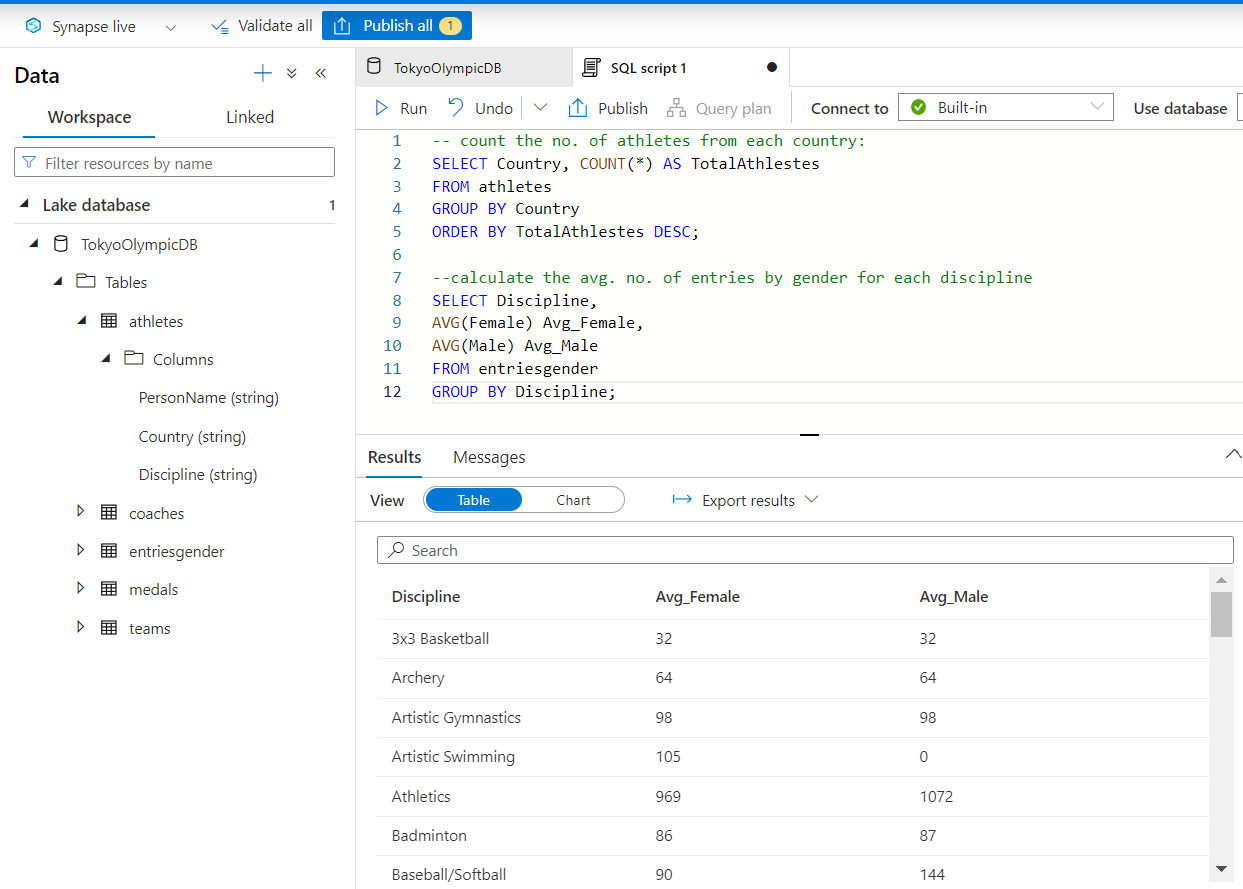 Synapse live
Validate all
Publish all 1
Data
Workspace Linked
Filter resources by name
Lake database 1
TokyoOlympicDB
Tables
athletes
Columns
PersonName (string)
Country (string)
Discipline (string)
coaches
entriesgender
medals
teams
TokyoOlympicDB SQL script 1
Run Undo Publish Query plan Connect to Built-in Use database
1 -- count the no. of athletes from each country:
2 SELECT Country, COUNT(*) AS TotalAthlestes
3 FROM athletes
4 GROUP BY Country
5 ORDER BY TotalAthlestes DESC;
6
7 --calculate the avg. no. of entries by gender for each discipline
8 SELECT Discipline,
9 AVG(Female) Avg_Female,
10 AVG(Male) Avg_Male
11 FROM entriesgender
12 GROUP BY Discipline;
Results Messages
View Table Chart Export results
Search
Discipline Avg_Female Avg_Male
3x3 Basketball 32 32
Archery 64 64
Artistic Gymnastics 98 98
Artistic Swimming 105 0
Athletics 969 1072
Badminton 86 87
Baseball/Softball 90 144